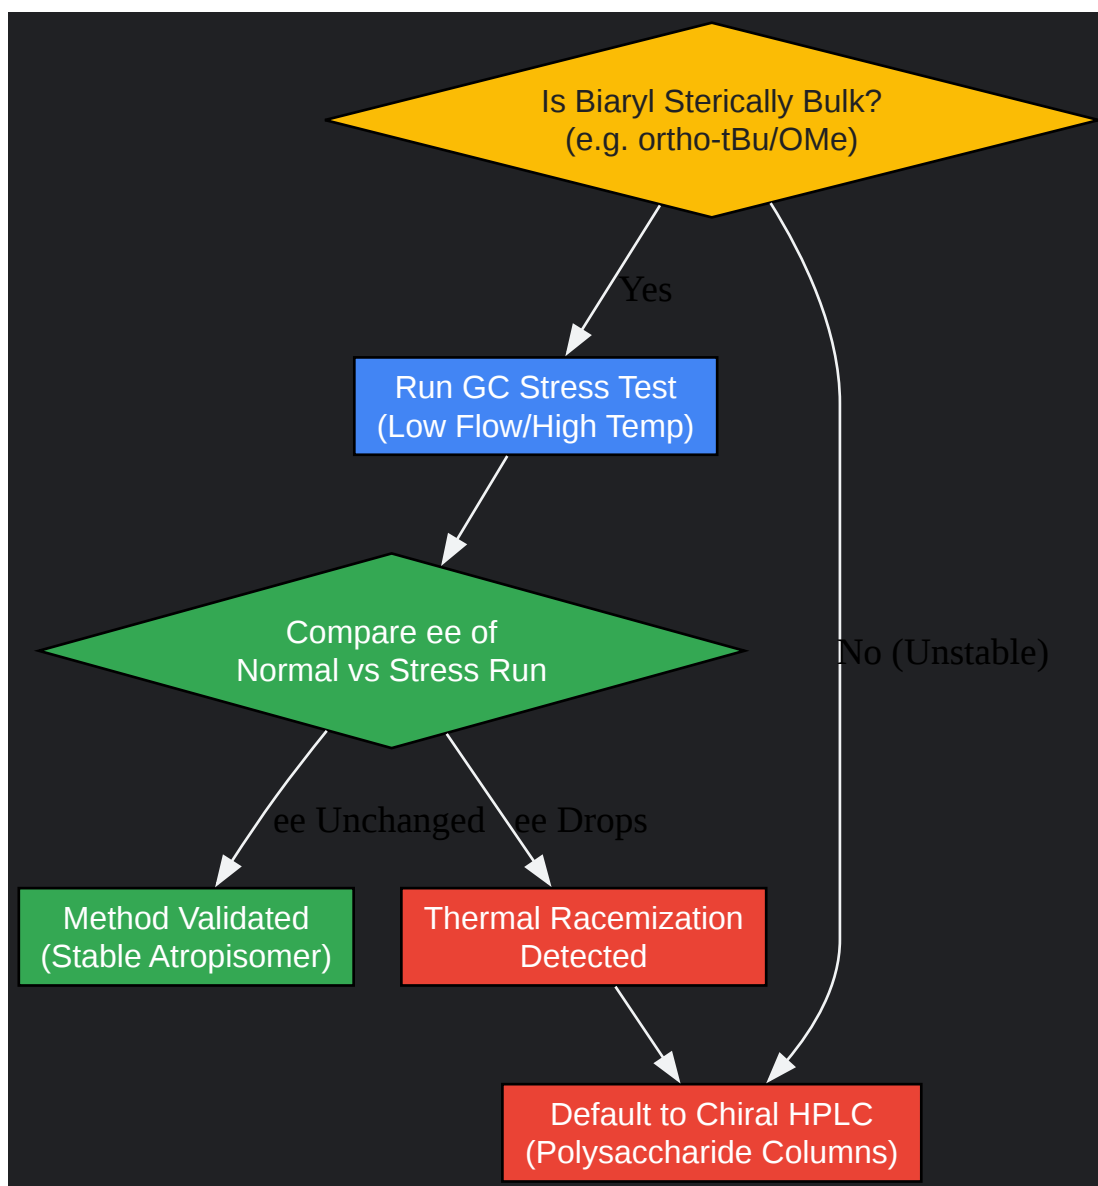 Is Biaryl Sterically Bulk?
(e.g. ortho-tBu/OMe)
Yes
Run GC Stress Test
(Low Flow/High Temp)
Compare ee of
Normal vs Stress Run
No (Unstable)
ee Unchanged
ee Drops
Method Validated
(Stable Atropisomer)
Thermal Racemization
Detected
Default to Chiral HPLC
(Polysaccharide Columns)